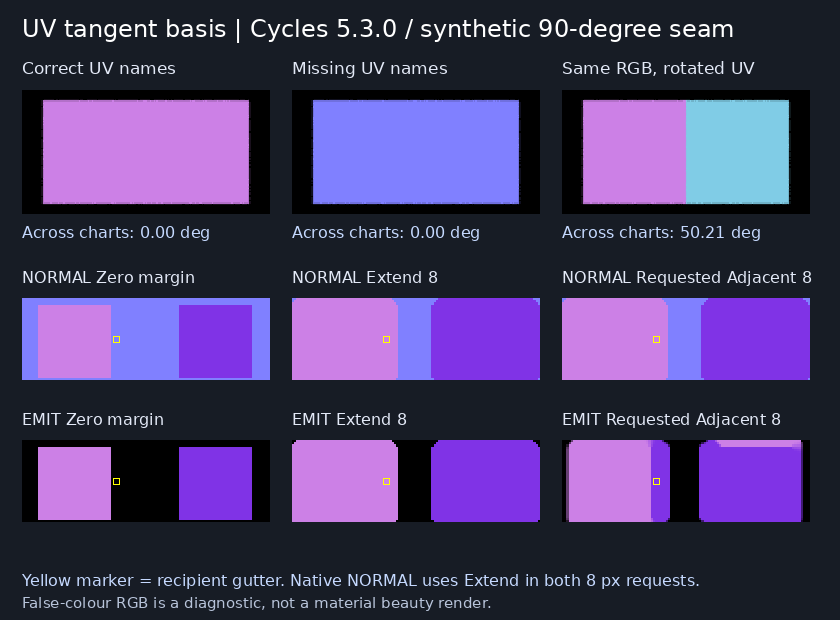 UV tangent basis | Cycles 5.3.0 / synthetic 90-degree seam
Correct UV names
Missing UV names
Same RGB, rotated UV
Across charts: 0.00 deg
Across charts: 0.00 deg
Across charts: 50.21 deg
NORMAL Zero margin
NORMAL Extend 8
NORMAL Requested Adjacent 8
EMIT Zero margin
EMIT Extend 8
EMIT Requested Adjacent 8
Yellow marker = recipient gutter. Native NORMAL uses Extend in both 8 px requests.
False-colour RGB is a diagnostic, not a material beauty render.